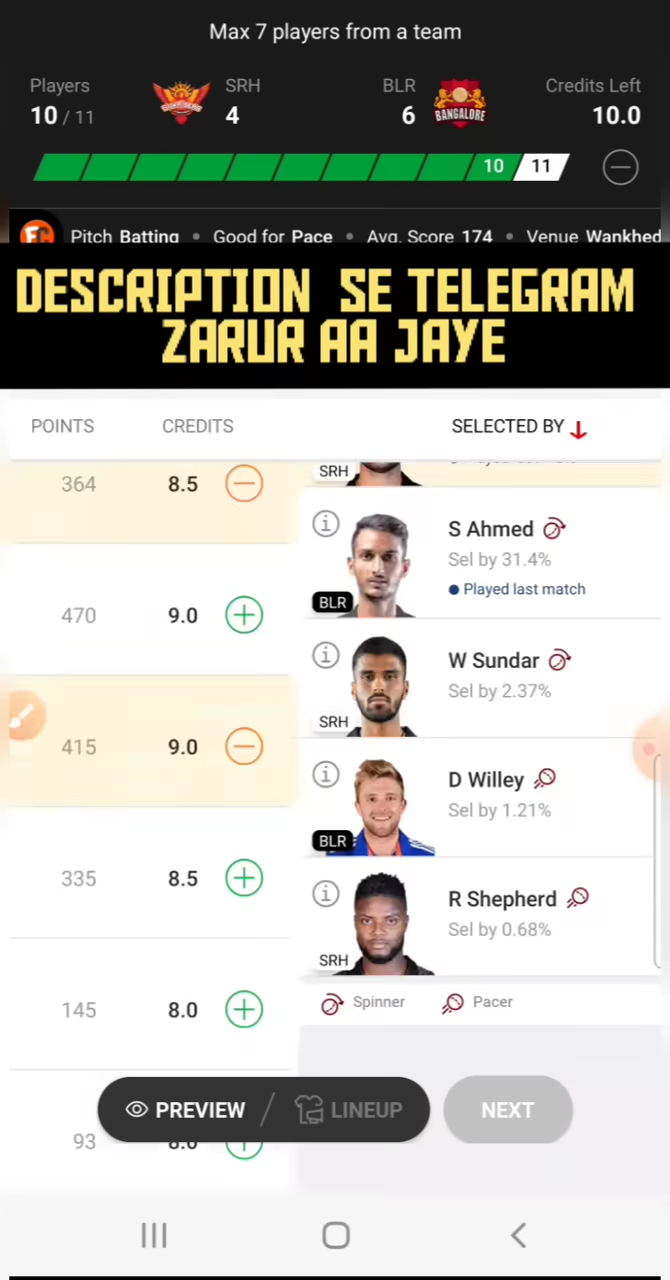 Max 7 players from a team
Players SRH BLR Credits Left
10 / 11 4 6 BANGALORE 10.0
10 11
FC Pitch Batting • Good for Pace • Avg. Score 174 • Venue Wankhed
DESCRIPTION SE TELEGRAM
ZARUR AA JAYE
POINTS CREDITS SELECTED BY
364 8.5 SRH
S Ahmed
Sel by 31.4%
BLR Played last match
470 9.0
W Sundar
Sel by 2.37%
SRH
415 9.0
D Willey
Sel by 1.21%
BLR
335 8.5
R Shepherd
Sel by 0.68%
SRH
145 8.0
Spinner Pacer
PREVIEW / LINEUP NEXT
93 8.0